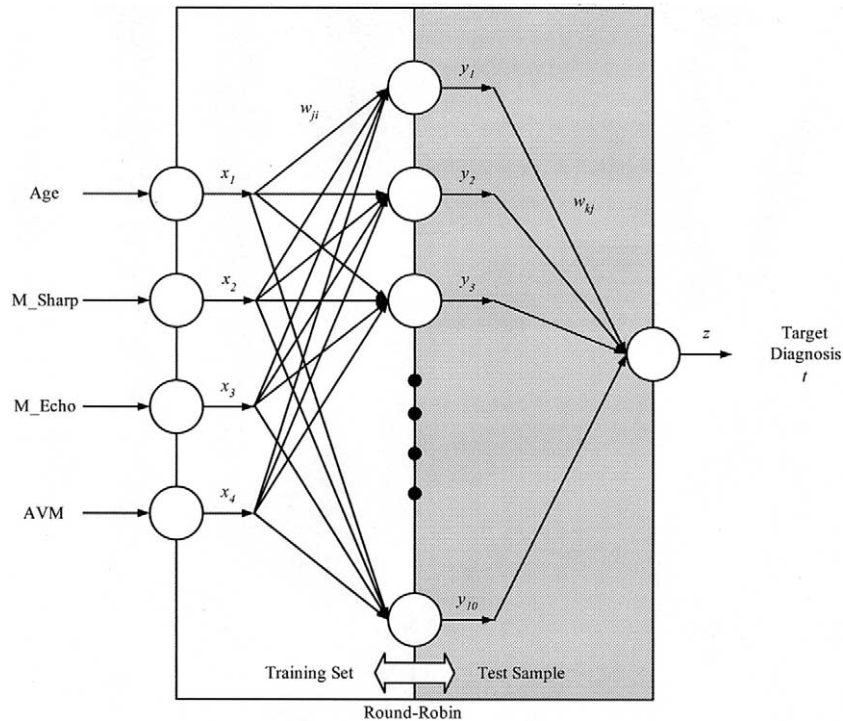 y1
wji
x1
y2
Age
wkj
x2
y3
M_Sharp
z
Target
Diagnosis
t
x3
M_Echo
x4
AVM
y10
Training Set
Test Sample
Round-Robin